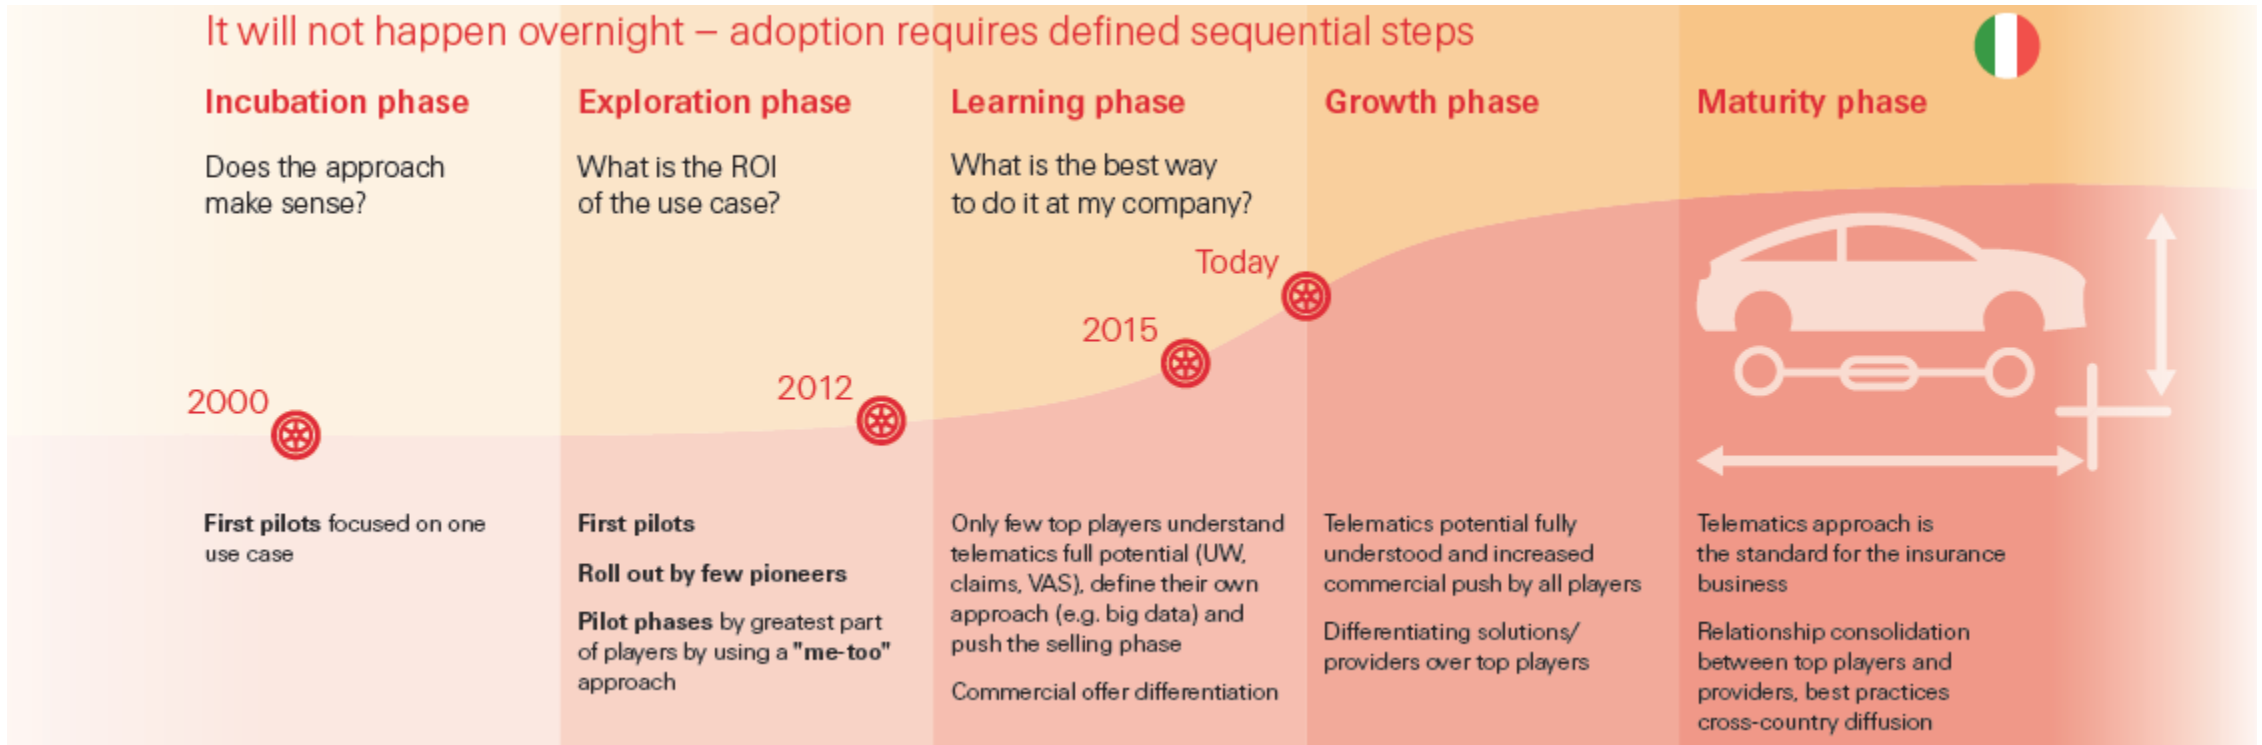 It will not happen overnight – adoption requires defined sequential steps
Incubation phase
Does the approach
make sense?
2000
First pilots focused on one
use case
Exploration phase
What is the ROI
of the use case?
2012
First pilots
Roll out by few pioneers
Pilot phases by greatest part
of players by using a "me-too"
approach
Learning phase
What is the best way
to do it at my company?
2015
Today
Only few top players understand
telematics full potential (UW,
claims, VAS), define their own
approach (e.g. big data) and
push the selling phase
Commercial offer differentiation
Growth phase
Telematics potential fully
understood and increased
commercial push by all players
Differentiating solutions/
providers over top players
Maturity phase
Telematics approach is
the standard for the insurance
business
Relationship consolidation
between top players and
providers, best practices
cross-country diffusion